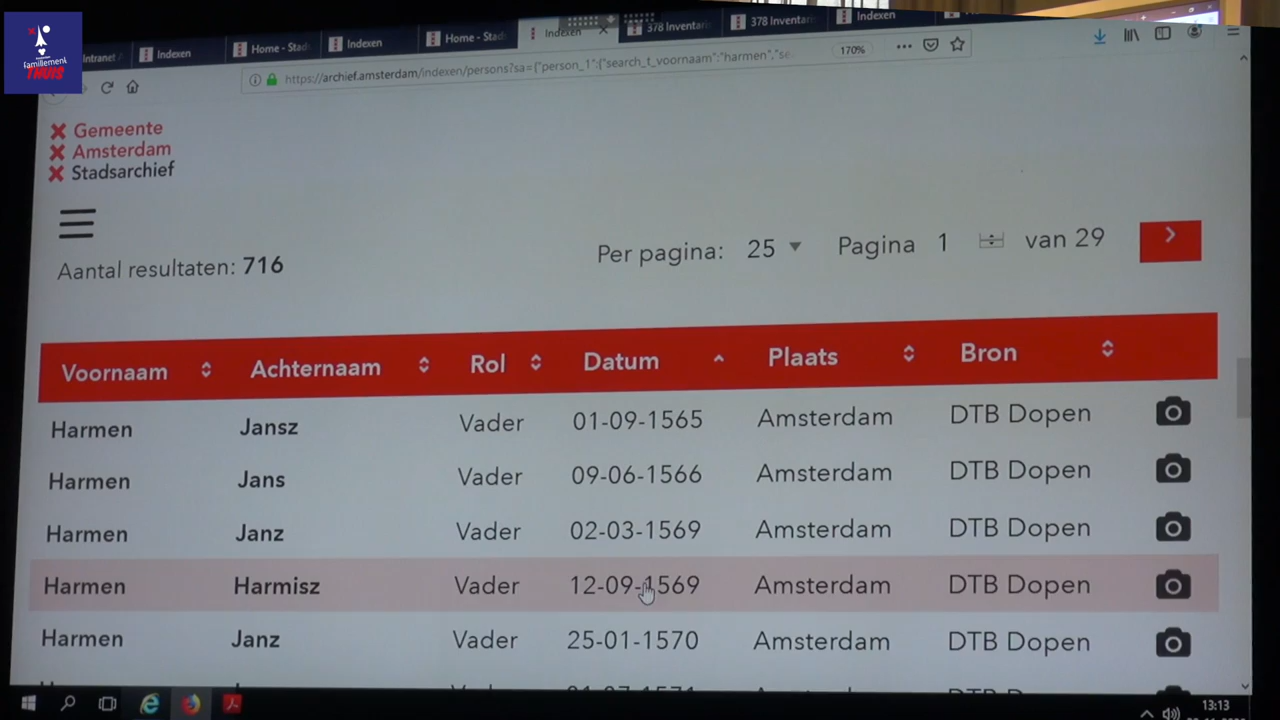 Intranet
Indexen
Home - Stad
Indexen
Home - Stad
Indexen
378 Inventaris
378 Inventaris
Indexen
Famillement
THUIS
https://archief.amsterdam/indexen/persons?sa={"person_1":{"search_t_voornaam":"harmen","se
170%
Gemeente
Amsterdam
Stadsarchief
Aantal resultaten: 716
Per pagina: 25
Pagina 1 van 29
Voornaam Achternaam Rol Datum Plaats Bron
Harmen Jansz Vader 01-09-1565 Amsterdam DTB Dopen
Harmen Jans Vader 09-06-1566 Amsterdam DTB Dopen
Harmen Janz Vader 02-03-1569 Amsterdam DTB Dopen
Harmen Harmisz Vader 12-09-1569 Amsterdam DTB Dopen
Harmen Janz Vader 25-01-1570 Amsterdam DTB Dopen
13:13